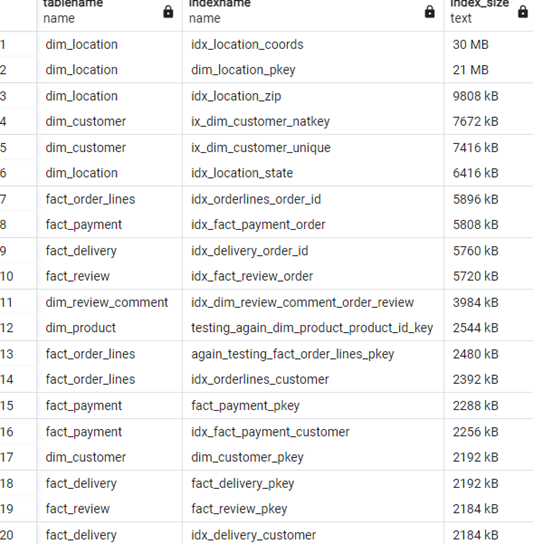 tablename indexname index_size
name name text
1 dim_location idx_location_coords 30 MB
2 dim_location dim_location_pkey 21 MB
3 dim_location idx_location_zip 9808 kB
4 dim_customer ix_dim_customer_natkey 7672 kB
5 dim_customer ix_dim_customer_unique 7416 kB
6 dim_location idx_location_state 6416 kB
7 fact_order_lines idx_orderlines_order_id 5896 kB
8 fact_payment idx_fact_payment_order 5808 kB
9 fact_delivery idx_delivery_order_id 5760 kB
10 fact_review idx_fact_review_order 5720 kB
11 dim_review_comment idx_dim_review_comment_order_review 3984 kB
12 dim_product testing_again_dim_product_product_id_key 2544 kB
13 fact_order_lines again_testing_fact_order_lines_pkey 2480 kB
14 fact_order_lines idx_orderlines_customer 2392 kB
15 fact_payment fact_payment_pkey 2288 kB
16 fact_payment idx_fact_payment_customer 2256 kB
17 dim_customer dim_customer_pkey 2192 kB
18 fact_delivery fact_delivery_pkey 2192 kB
19 fact_review fact_review_pkey 2184 kB
20 fact_delivery idx_delivery_customer 2184 kB